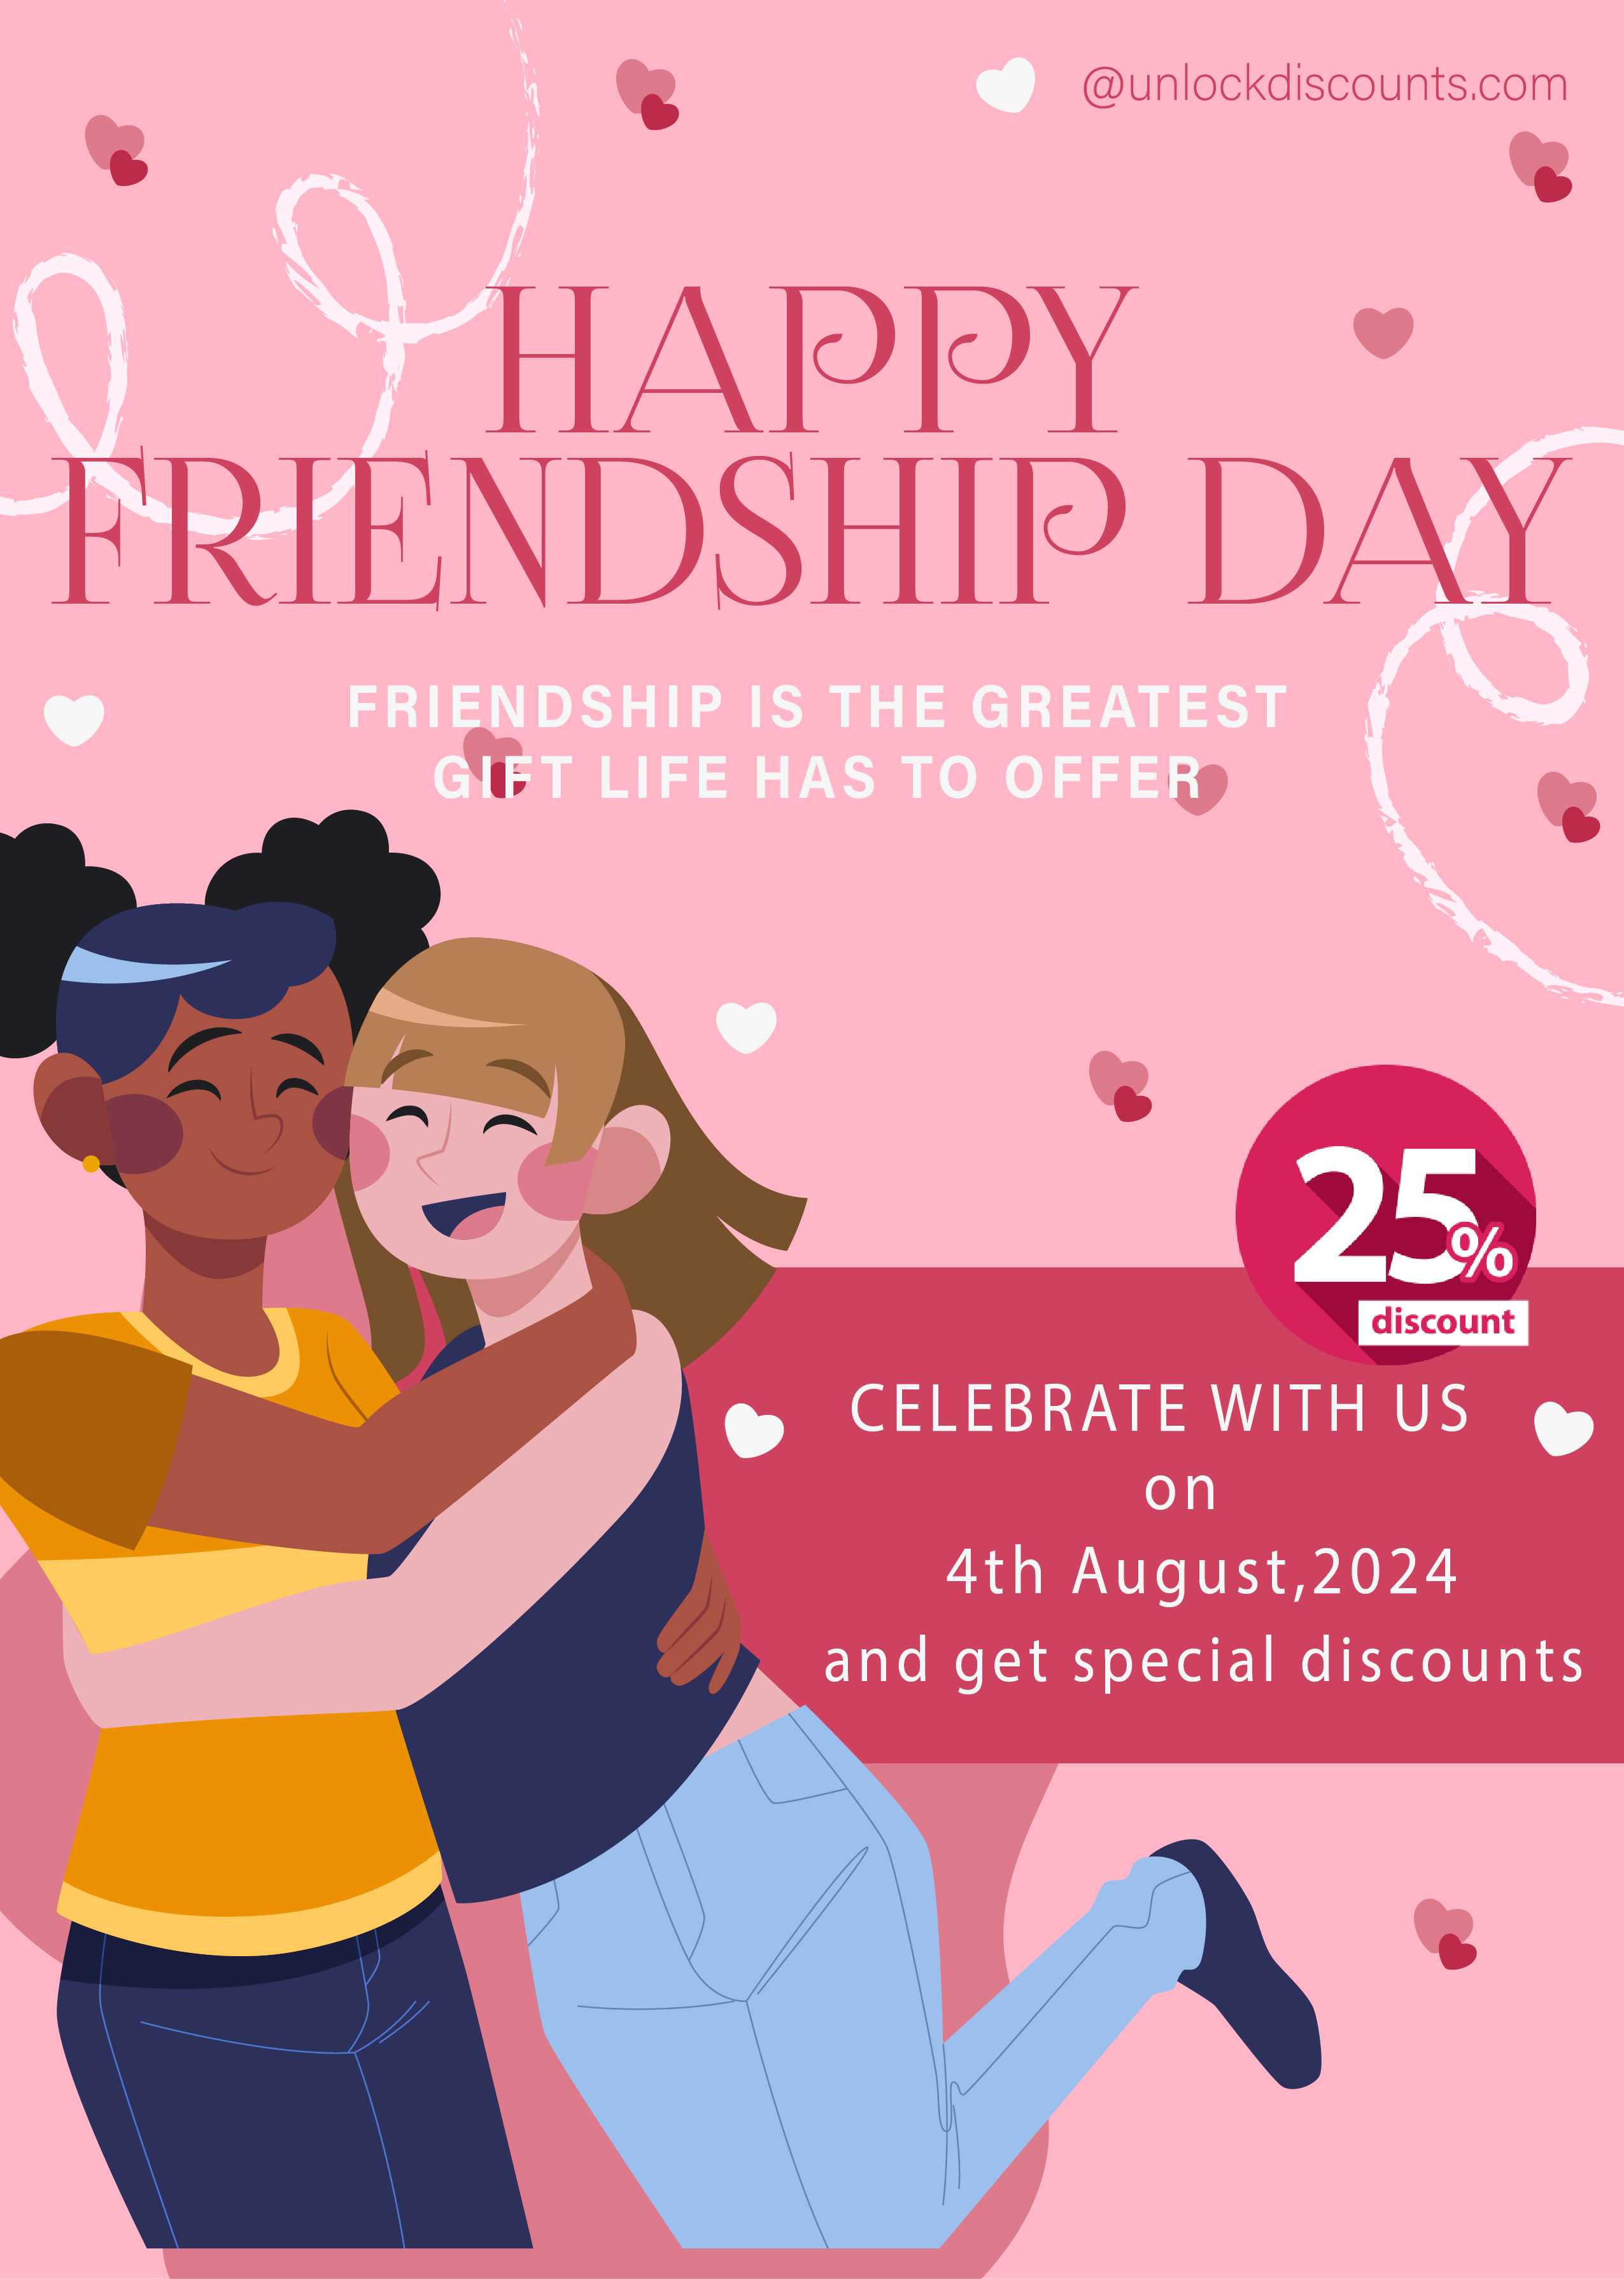 @unlockdiscounts.com
HAPPY
FRIENDSHIP DAY
FRIENDSHIP IS THE GREATEST
GIFT LIFE HAS TO OFFER
25%
discount
CELEBRATE WITH US
on
4th August,2024
and get special discounts